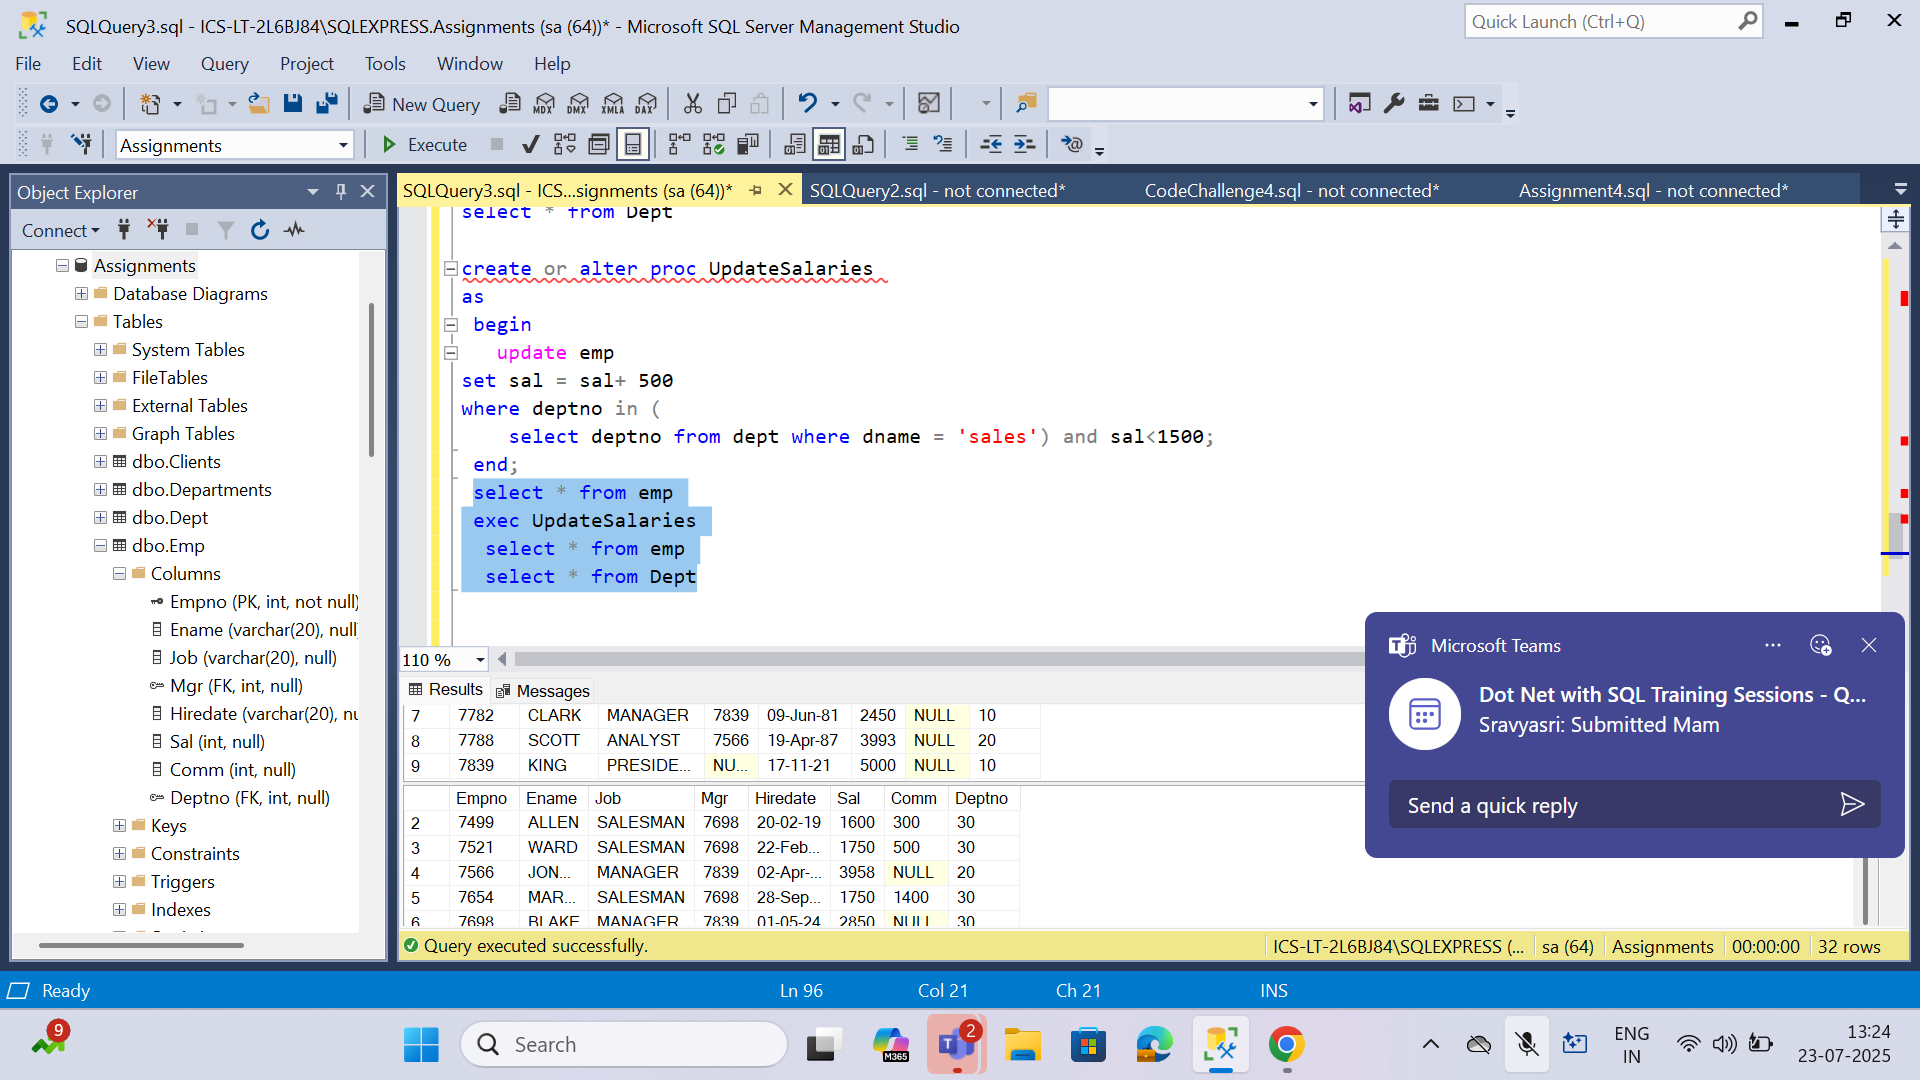 SQLQuery3.sql - ICS-LT-2L6BJ84\SQLEXPRESS.Assignments (sa (64))* - Microsoft SQL Server Management Studio
Quick Launch (Ctrl+Q)
File Edit View Query Project Tools Window Help
New Query MDX DMX XMLA DAX
Assignments Execute
Object Explorer
Connect
Assignments
Database Diagrams
Tables
System Tables
FileTables
External Tables
Graph Tables
dbo.Clients
dbo.Departments
dbo.Dept
dbo.Emp
Columns
Empno (PK, int, not null)
Ename (varchar(20), null
Job (varchar(20), null)
Mgr (FK, int, null)
Hiredate (varchar(20), nu
Sal (int, null)
Comm (int, null)
Deptno (FK, int, null)
Keys
Constraints
Triggers
Indexes
SQLQuery3.sql - ICS...signments (sa (64))* SQLQuery2.sql - not connected* CodeChallenge4.sql - not connected* Assignment4.sql - not connected*
select * from Dept
create or alter proc UpdateSalaries
as
begin
update emp
set sal = sal+ 500
where deptno in (
select deptno from dept where dname = 'sales') and sal<1500;
end;
select * from emp
exec UpdateSalaries
select * from emp
select * from Dept
110 %
Results Messages
7 7782 CLARK MANAGER 7839 09-Jun-81 2450 NULL 10
8 7788 SCOTT ANALYST 7566 19-Apr-87 3993 NULL 20
9 7839 KING PRESIDE... NU... 17-11-21 5000 NULL 10
Empno Ename Job Mgr Hiredate Sal Comm Deptno
2 7499 ALLEN SALESMAN 7698 20-02-19 1600 300 30
3 7521 WARD SALESMAN 7698 22-Feb... 1750 500 30
4 7566 JON... MANAGER 7839 02-Apr-... 3958 NULL 20
5 7654 MAR... SALESMAN 7698 28-Sep... 1750 1400 30
6 7698 BLAKE MANAGER 7839 01-05-24 2850 NULL 30
Microsoft Teams
Dot Net with SQL Training Sessions - Q...
Sravyasri: Submitted Mam
Send a quick reply
Query executed successfully. ICS-LT-2L6BJ84\SQLEXPRESS (... sa (64) Assignments 00:00:00 32 rows
Ready Ln 96 Col 21 Ch 21 INS
9 Search M365 2 ENG IN 13:24 23-07-2025